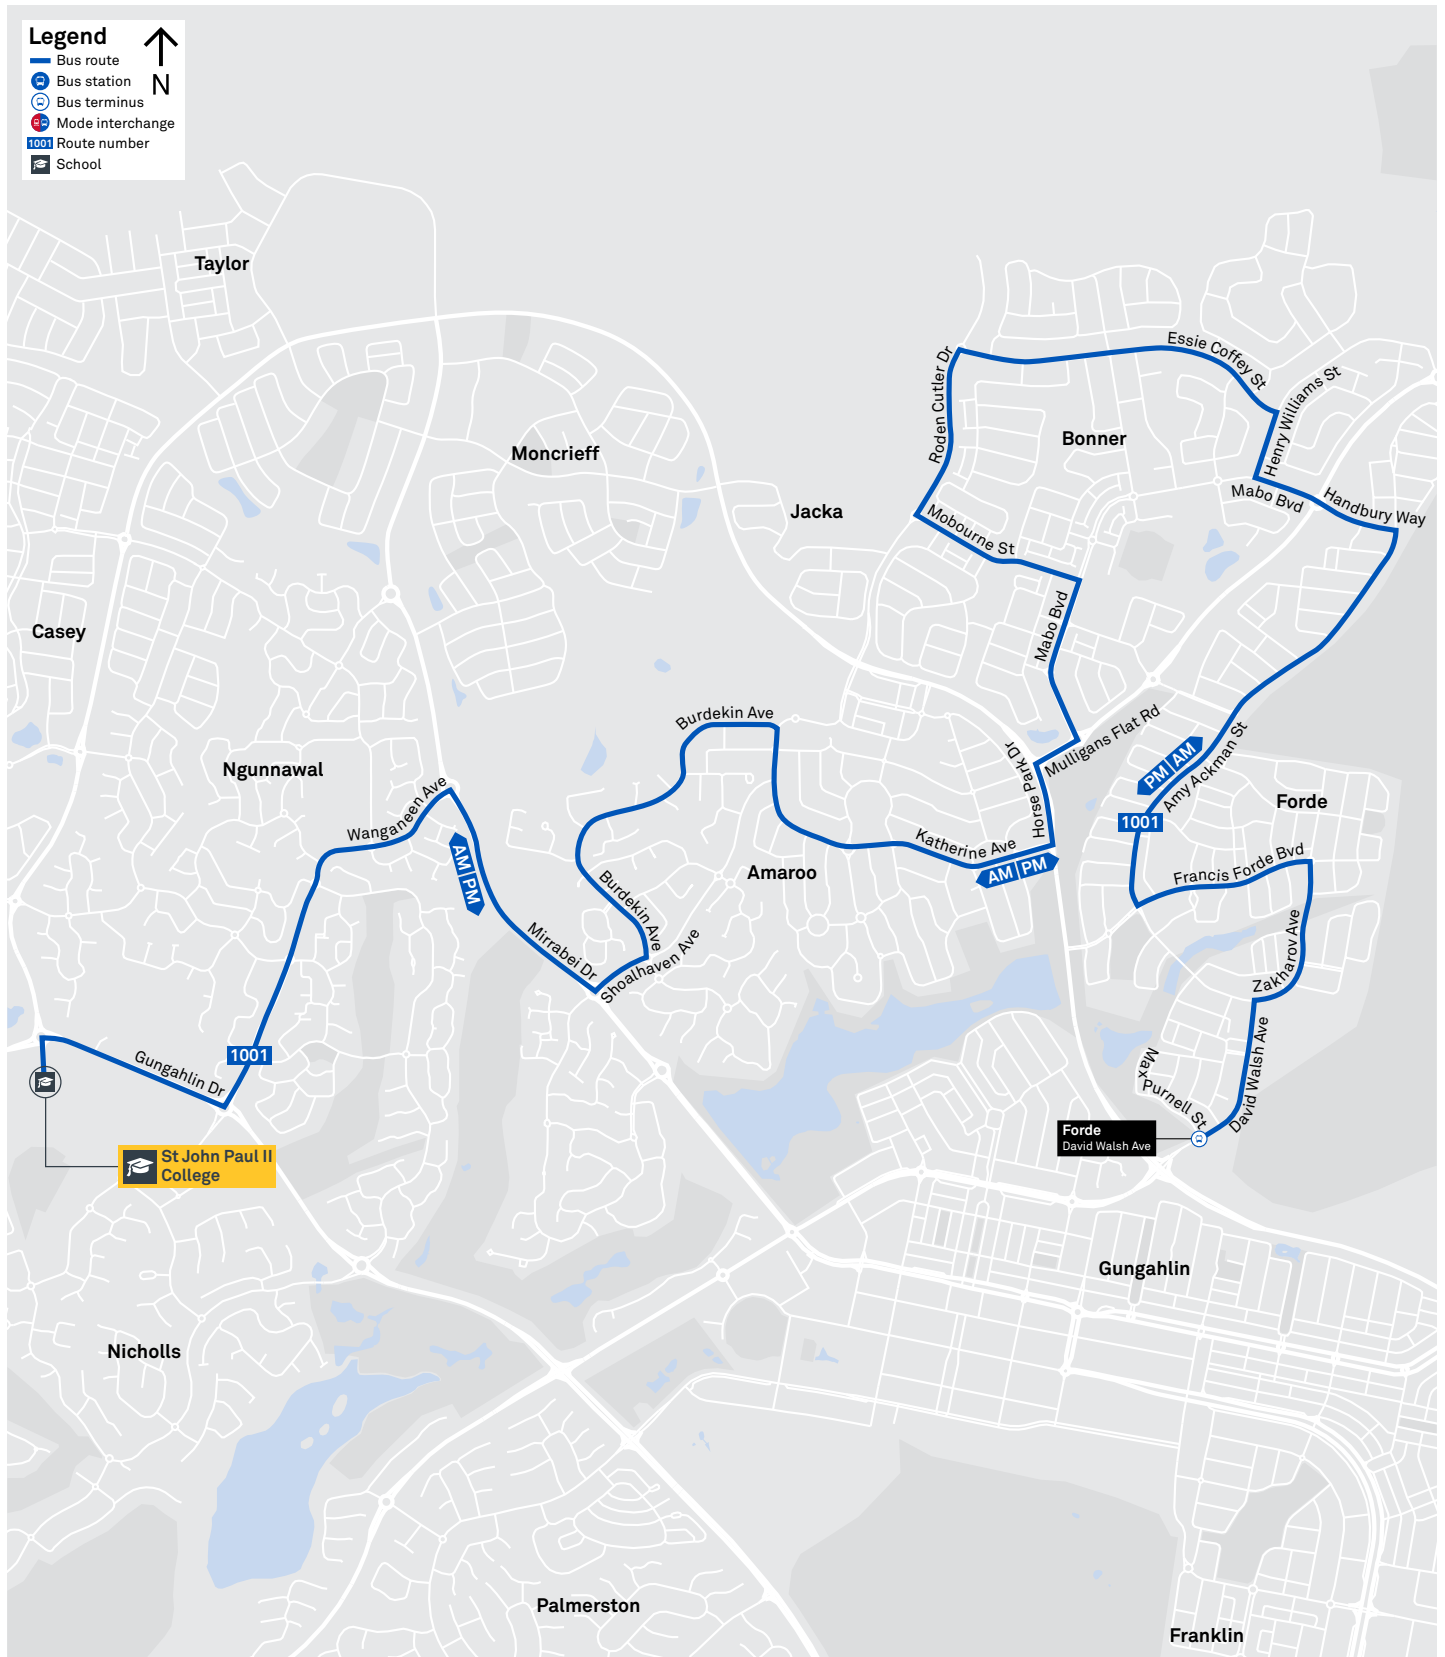 Legend
N
Bus route
Bus station
Bus terminus
Mode interchange
1001 Route number
School
Taylor
Moncrieff
Jacka
Bonner
Casey
Ngunnawal
Amaroo
Forde
Gungahlin
Nicholls
Palmerston
Franklin
Essie Coffey St
Henry Williams St
Roden Cutler Dr
Mabo Bvd
Handbury Way
Mobourne St
Mabo Bvd
Mulligans Flat Rd
Horse Park Dr
Burdekin Ave
Katherine Ave
AM PM
PM AM
Amy Ackman St
1001
Francis Forde Bvd
Zakharov Ave
David Walsh Ave
Max
Purnell St
Forde
David Walsh Ave
Wanganeen Ave
AM PM
Burdekin Ave
Mirrabei Dr
Shoalhaven Ave
1001
Gungahlin Dr
St John Paul II
College